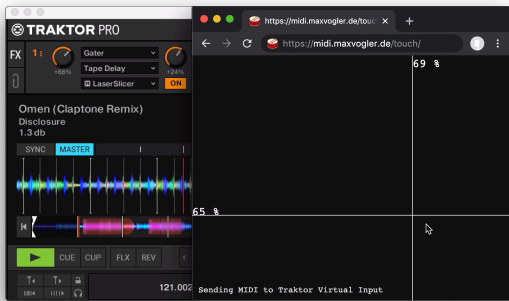 TRAKTOR PRO
FX
1
Gater
Tape Delay
LaserSlicer
+66%
+24%
ON
Omen (Claptone Remix)
Disclosure
1.3 db
SYNC
MASTER
CUE
CUP
FLX
REV
121.002
https://midi.maxvogler.de/touc
https://midi.maxvogler.de/touch/
69 %
65 %
Sending MIDI to Traktor Virtual Input